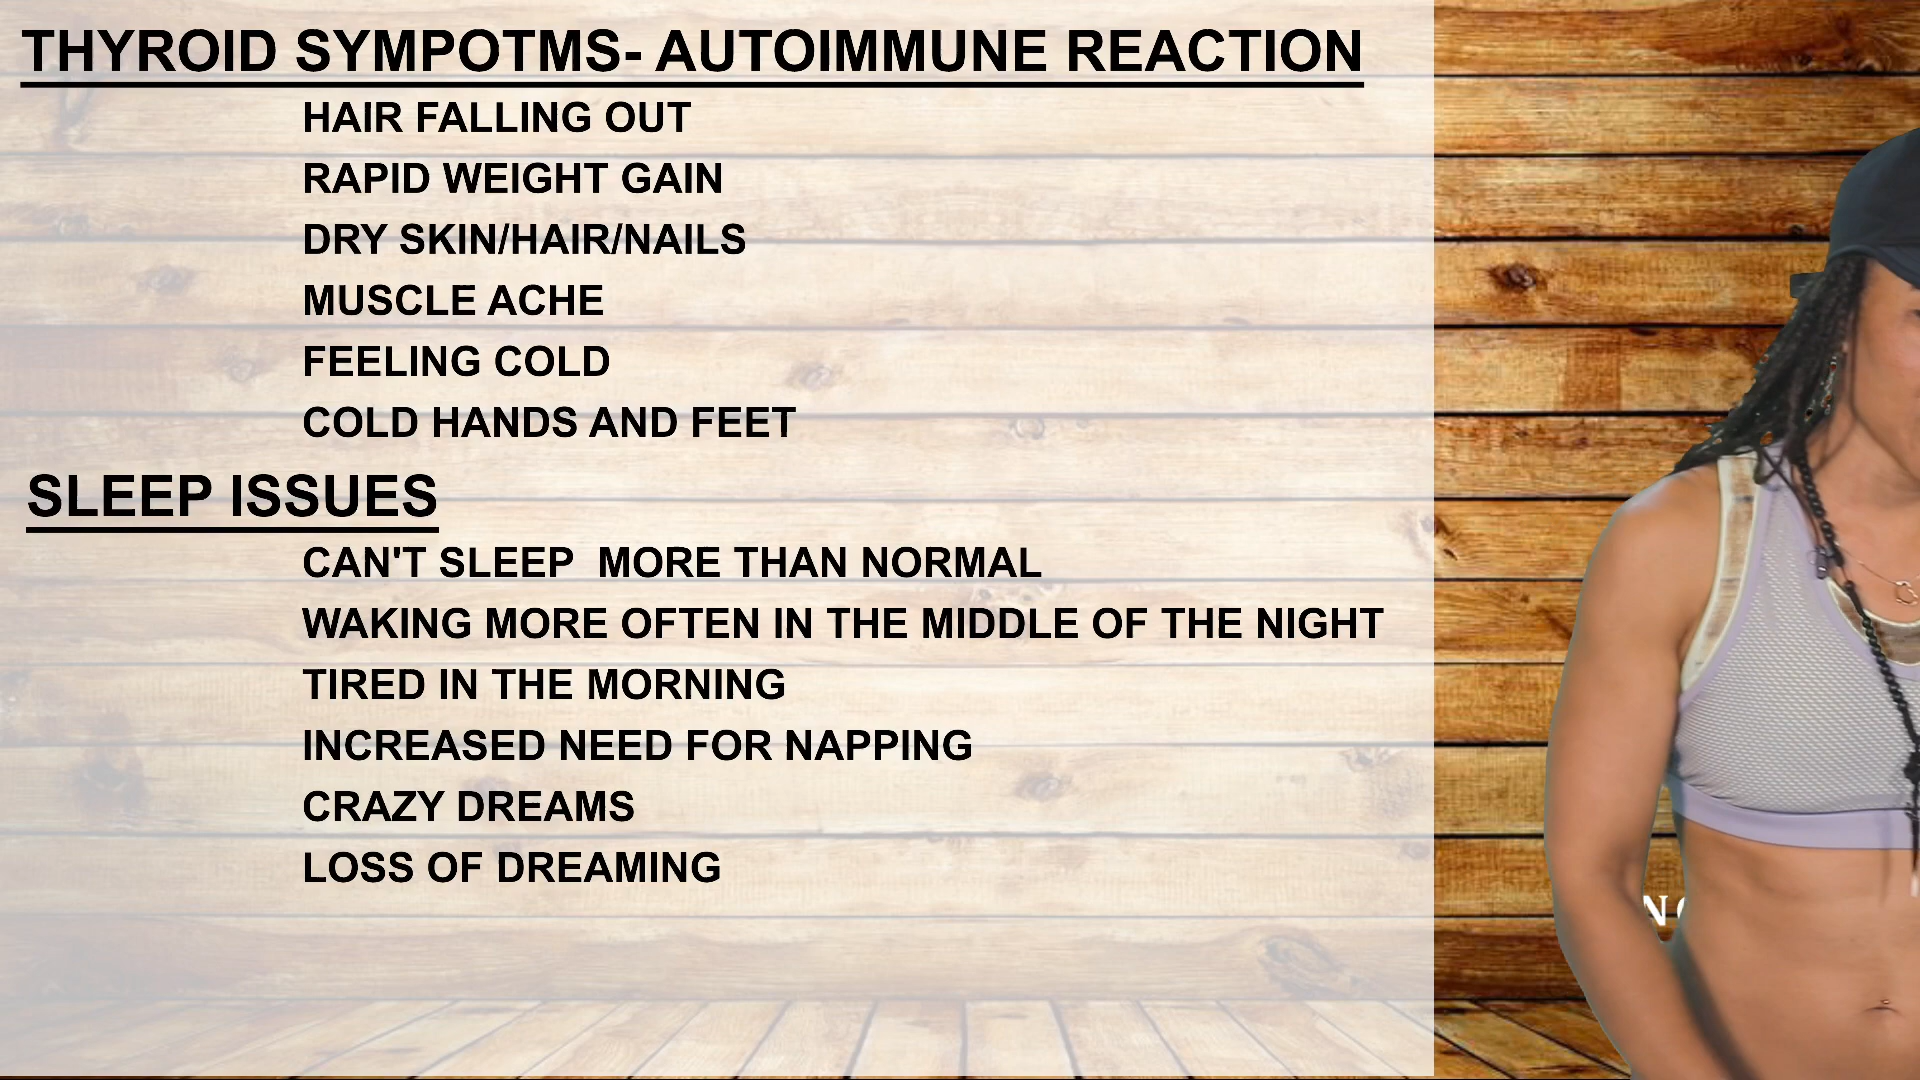 THYROID SYMPOTMS- AUTOIMMUNE REACTION
HAIR FALLING OUT
RAPID WEIGHT GAIN
DRY SKIN/HAIR/NAILS
MUSCLE ACHE
FEELING COLD
COLD HANDS AND FEET
SLEEP ISSUES
CAN'T SLEEP  MORE THAN NORMAL
WAKING MORE OFTEN IN THE MIDDLE OF THE NIGHT
TIRED IN THE MORNING
INCREASED NEED FOR NAPPING
CRAZY DREAMS
LOSS OF DREAMING